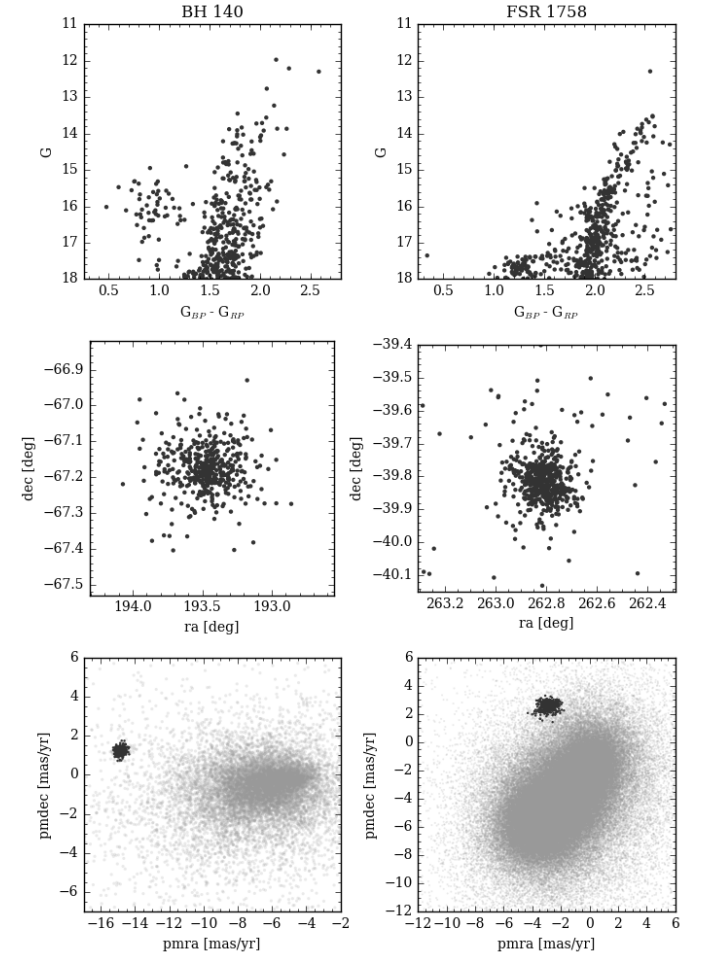 BH 140
FSR 1758
11
12
13
14
15
16
17
18
G
0.5 1.0 1.5 2.0 2.5
G_BP - G_RP
11
12
13
14
15
16
17
18
G
0.5 1.0 1.5 2.0 2.5
G_BP - G_RP
−66.9
−67.0
−67.1
−67.2
−67.3
−67.4
−67.5
dec [deg]
194.0 193.5 193.0
ra [deg]
−39.4
−39.5
−39.6
−39.7
−39.8
−39.9
−40.0
−40.1
dec [deg]
263.2 263.0 262.8 262.6 262.4
ra [deg]
6
4
2
0
−2
−4
−6
pmdec [mas/yr]
−16 −14 −12 −10 −8 −6 −4 −2
pmra [mas/yr]
6
4
2
0
−2
−4
−6
−8
−10
−12
pmdec [mas/yr]
−12 −10 −8 −6 −4 −2 0 2 4 6
pmra [mas/yr]